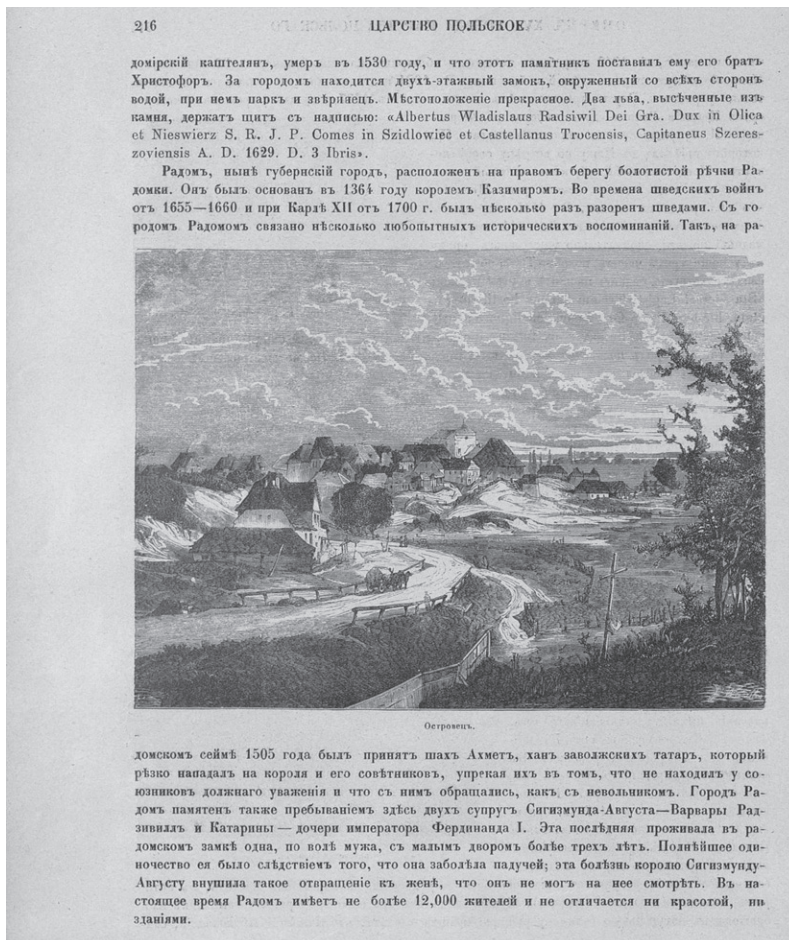 216
ЦАРСТВО ПОЛЬСКОЕ
домірскій каштелянъ, умеръ въ 1530 году, и что этотъ памятникъ поставилъ ему его братъ
Христофоръ. За городомъ находится двухъ-этажный замокъ, окруженный со всѣхъ сторонъ
водой, при немъ паркъ и звѣринецъ. Мѣстоположеніе прекрасное. Два льва, высѣченные изъ
камня, держатъ щитъ съ надписью: «Albertus Wladislaus Radsiwil Dei Gra. Dux in Olica
et Nieswierz S. R. J. P. Comes in Szidlowiec et Castellanus Trocensis, Capitaneus Szeres-
zoviensis A. D. 1629. D. 3 Ibris».
Радомъ, нынѣ губернскій городъ, расположенъ на правомъ берегу болотистой рѣчки Ра-
домки. Онъ былъ основанъ въ 1364 году королемъ Казимиромъ. Во времена шведскихъ войнъ
отъ 1655—1660 и при Карлѣ XII отъ 1700 г. былъ нѣсколько разъ разоренъ шведами. Съ го-
родомъ Радомомъ связано нѣсколько любопытныхъ историческихъ воспоминаній. Такъ, на ра-
Островецъ.
домскомъ сеймѣ 1505 года былъ принятъ шахъ Ахметъ, ханъ заволжскихъ татаръ, который
рѣзко нападалъ на короля и его совѣтниковъ, упрекая ихъ въ томъ, что не находилъ у со-
юзниковъ должнаго уваженія и что съ нимъ обращались, какъ съ невольникомъ. Городъ Ра-
домъ памятенъ также пребываніемъ здѣсь двухъ супругъ Сигизмунда-Августа—Варвары Рад-
зивиллъ и Катарины — дочери императора Фердинанда I. Эта послѣдняя проживала въ ра-
домскомъ замкѣ одна, по волѣ мужа, съ малымъ дворомъ болѣе трехъ лѣтъ. Полнѣйшее оди-
ночество ея было слѣдствіемъ того, что она заболѣла падучей; эта болѣзнь королю Сигизмунду-
Августу внушила такое отвращеніе къ женѣ, что онъ не могъ на нее смотрѣть. Въ на-
стоящее время Радомъ имѣетъ не болѣе 12,000 жителей и не отличается ни красотой, ни
зданіями.